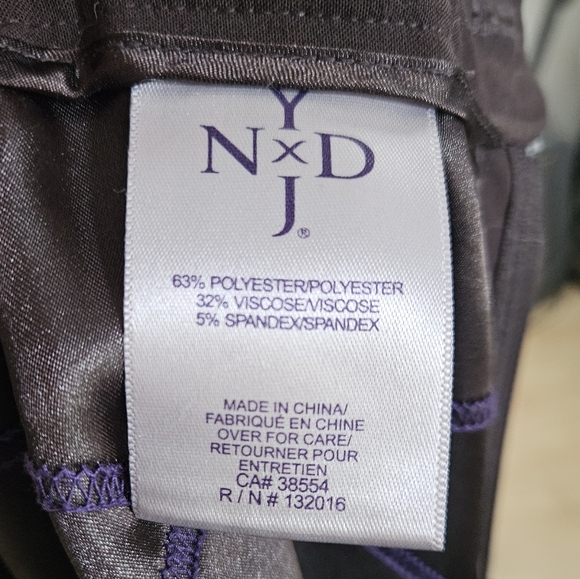 Y
N×D
J®
63% POLYESTER/POLYESTER
32% VISCOSE/VISCOSE
5% SPANDEX/SPANDEX
MADE IN CHINA/
FABRIQUÉ EN CHINE
OVER FOR CARE/
RETOURNER POUR
ENTRETIEN
CA# 38554
R / N # 132016